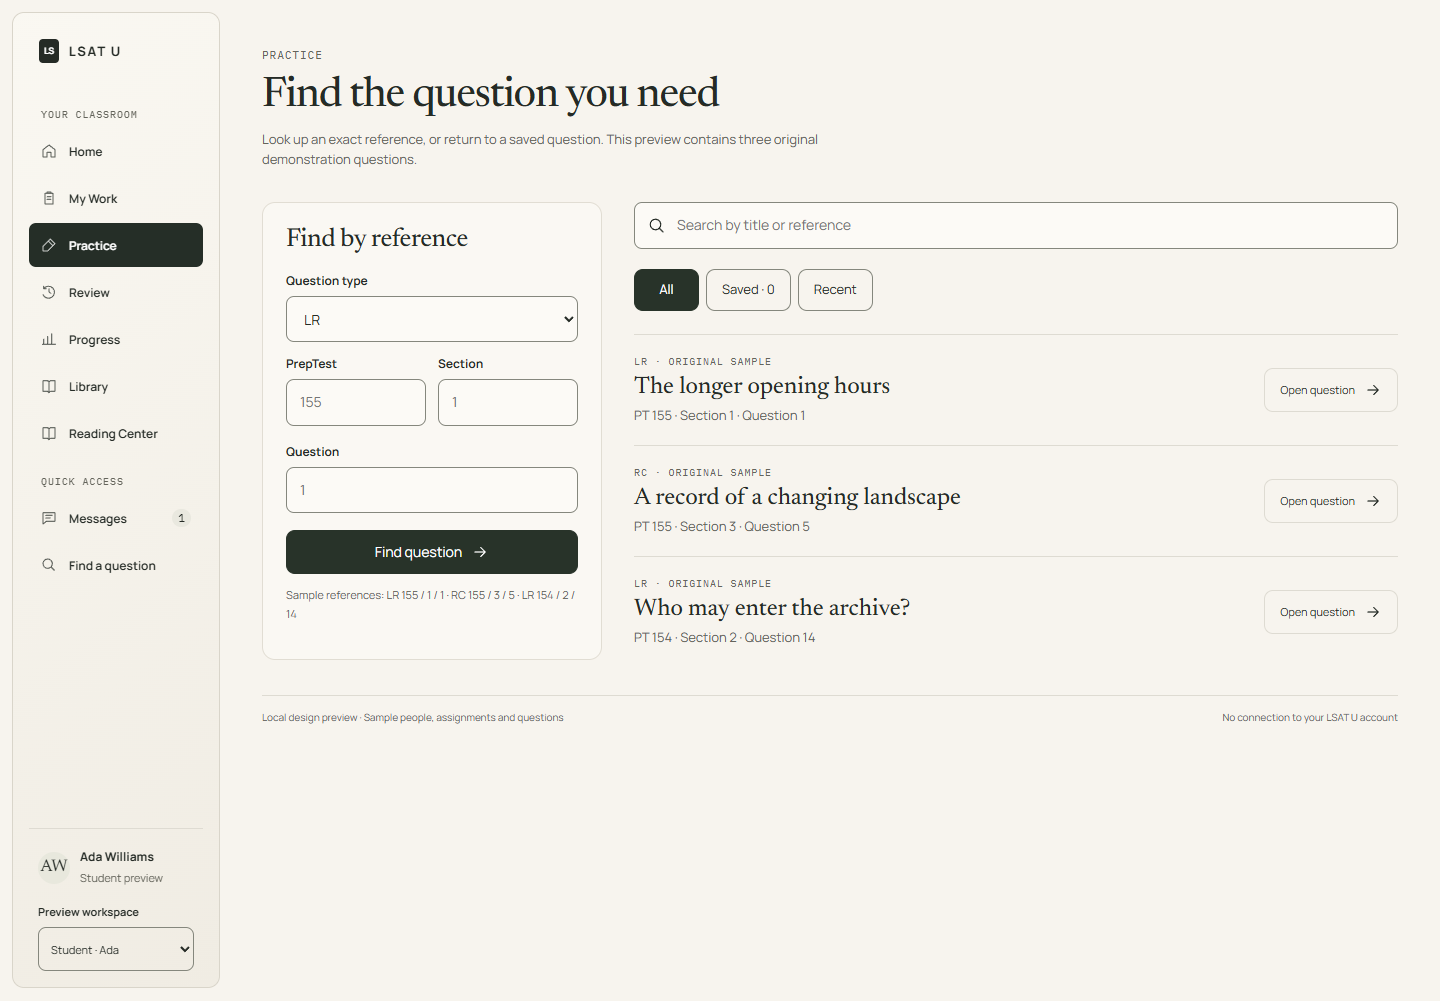 LS LSAT U
YOUR CLASSROOM
Home
My Work
Practice
Review
Progress
Library
Reading Center
QUICK ACCESS
Messages 1
Find a question
AW
Ada Williams
Student preview
Preview workspace
Student · Ada
PRACTICE
Find the question you need
Look up an exact reference, or return to a saved question. This preview contains three original
demonstration questions.
Find by reference
Question type
LR
PrepTest Section
155 1
Question
1
Find question →
Sample references: LR 155 / 1 / 1 · RC 155 / 3 / 5 · LR 154 / 2 /
14
Search by title or reference
All Saved · 0 Recent
LR · ORIGINAL SAMPLE
The longer opening hours
PT 155 · Section 1 · Question 1
Open question →
RC · ORIGINAL SAMPLE
A record of a changing landscape
PT 155 · Section 3 · Question 5
Open question →
LR · ORIGINAL SAMPLE
Who may enter the archive?
PT 154 · Section 2 · Question 14
Open question →
Local design preview · Sample people, assignments and questions
No connection to your LSAT U account